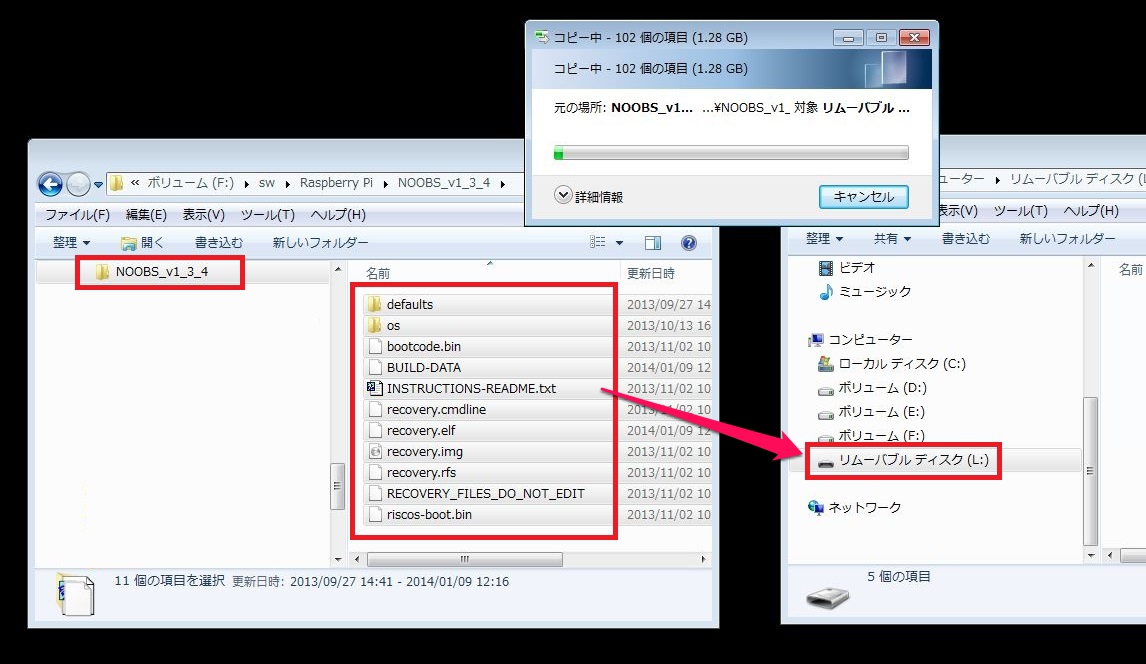 コピー中 - 102 個の項目 (1.28 GB)
コピー中 - 102 個の項目 (1.28 GB)
元の場所: NOOBS_v1... ...¥NOOBS_v1_ 対象 リムーバブル ...
詳細情報
キャンセル
« ボリューム (F:) ▸ sw ▸ Raspberry Pi ▸ NOOBS_v1_3_4 ▸
ファイル(F) 編集(E) 表示(V) ツール(T) ヘルプ(H)
整理 開く 書き込む 新しいフォルダー
NOOBS_v1_3_4
名前 更新日時
defaults 2013/09/27 14
os 2013/10/13 16
bootcode.bin 2013/11/02 10
BUILD-DATA 2014/01/09 12
INSTRUCTIONS-README.txt 2013/11/02 10
recovery.cmdline 2013/11/02 10
recovery.elf 2014/01/09 12
recovery.img 2013/11/02 10
recovery.rfs 2013/11/02 10
RECOVERY_FILES_DO_NOT_EDIT 2013/11/02 10
riscos-boot.bin 2013/11/02 10
11 個の項目を選択 更新日時: 2013/09/27 14:41 - 2014/01/09 12:16
ューター ▸ リムーバブル ディスク (L
表示(V) ツール(T) ヘルプ(H)
整理 共有 書き込む 新しいフォルダー
名前
ビデオ
ミュージック
コンピューター
ローカル ディスク (C:)
ボリューム (D:)
ボリューム (E:)
ボリューム (F:)
リムーバブル ディスク (L:)
ネットワーク
5 個の項目